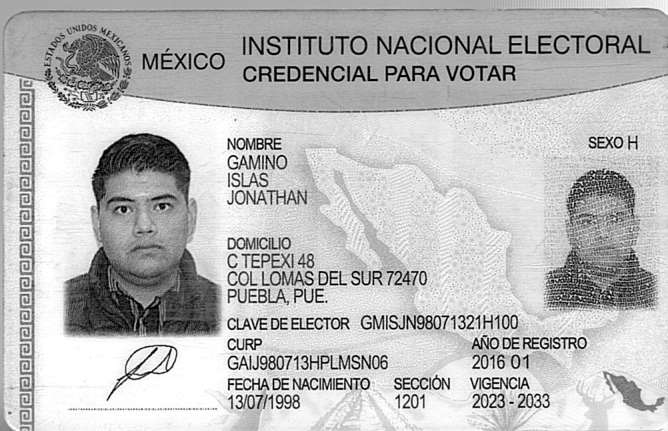 ESTADOS UNIDOS MEXICANOS
MÉXICO
INSTITUTO NACIONAL ELECTORAL
CREDENCIAL PARA VOTAR
NOMBRE
GAMINO
ISLAS
JONATHAN
SEXO H
DOMICILIO
C TEPEXI 48
COL LOMAS DEL SUR 72470
PUEBLA, PUE.
CLAVE DE ELECTOR GMISJN98071321H100
CURP
GAIJ980713HPLMSN06
AÑO DE REGISTRO
2016 01
FECHA DE NACIMIENTO
13/07/1998
SECCIÓN
1201
VIGENCIA
2023 - 2033